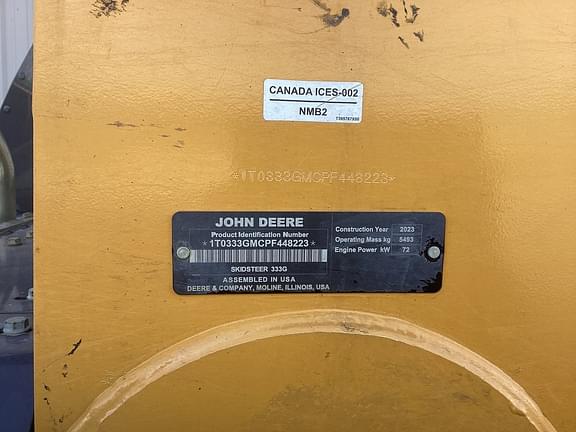 CANADA ICES-002
NMB2
*1T0333GMCPF448223*
JOHN DEERE
Product Identification Number
*1T0333GMCPF448223*
SKIDSTEER 333G
ASSEMBLED IN USA
DEERE & COMPANY, MOLINE, ILLINOIS, USA
Construction Year 2023
Operating Mass kg 5493
Engine Power kW 72